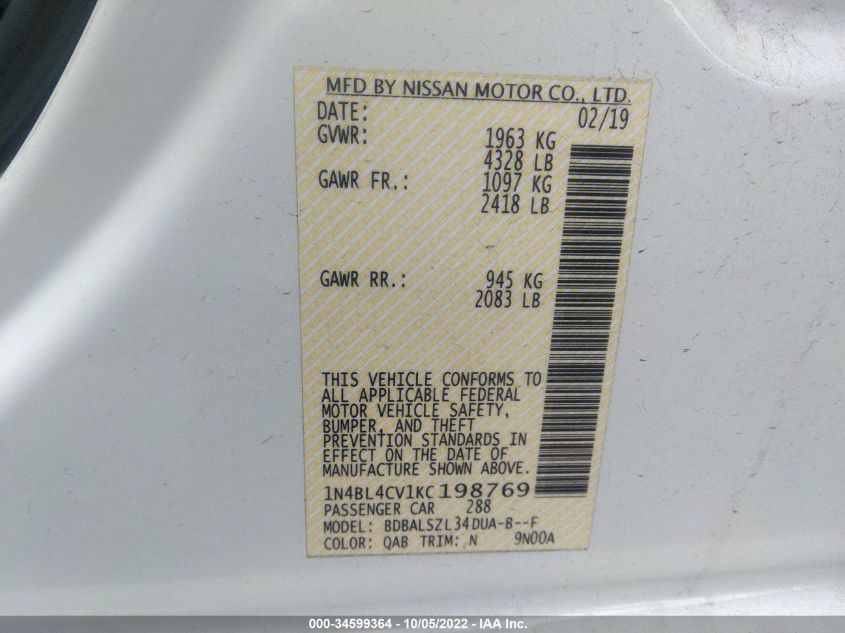 MFD BY NISSAN MOTOR CO., LTD.
DATE: 02/19
GVWR: 1963 KG
4328 LB
GAWR FR.: 1097 KG
2418 LB
GAWR RR.: 945 KG
2083 LB
THIS VEHICLE CONFORMS TO
ALL APPLICABLE FEDERAL
MOTOR VEHICLE SAFETY,
BUMPER, AND THEFT
PREVENTION STANDARDS IN
EFFECT ON THE DATE OF
MANUFACTURE SHOWN ABOVE.
1N4BL4CV1KC198769
PASSENGER CAR 288
MODEL: BDBALSZL34DUA-B--F
COLOR: QAB TRIM: N 9N00A
000-34599364 - 10/05/2022 - IAA Inc.